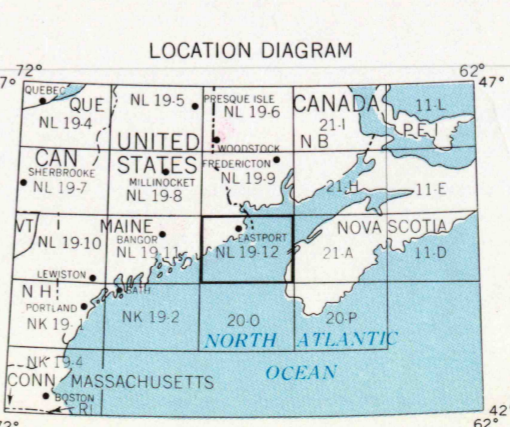 LOCATION DIAGRAM
72° 62°
7° 47°
QUEBEC
QUE
NL 19-4
NL 19-5
PRESQUE ISLE
NL 19-6
CANADA
21-I
N B
11-L
P E I
WOODSTOCK
UNITED
STATES
CAN
SHERBROOKE
NL 19-7
MILLINOCKET
NL 19-8
FREDERICTON
NL 19-9
21-H
11-E
VT
NL 19-10
MAINE
BANGOR
NL 19-11
EASTPORT
NL 19-12
NOVA SCOTIA
21-A
11-D
LEWISTON
N H
BATH
PORTLAND
NK 19-1
NK 19-2
20-O
20-P
NORTH ATLANTIC
OCEAN
NK 19-4
CONN
MASSACHUSETTS
BOSTON
RI
42
62°